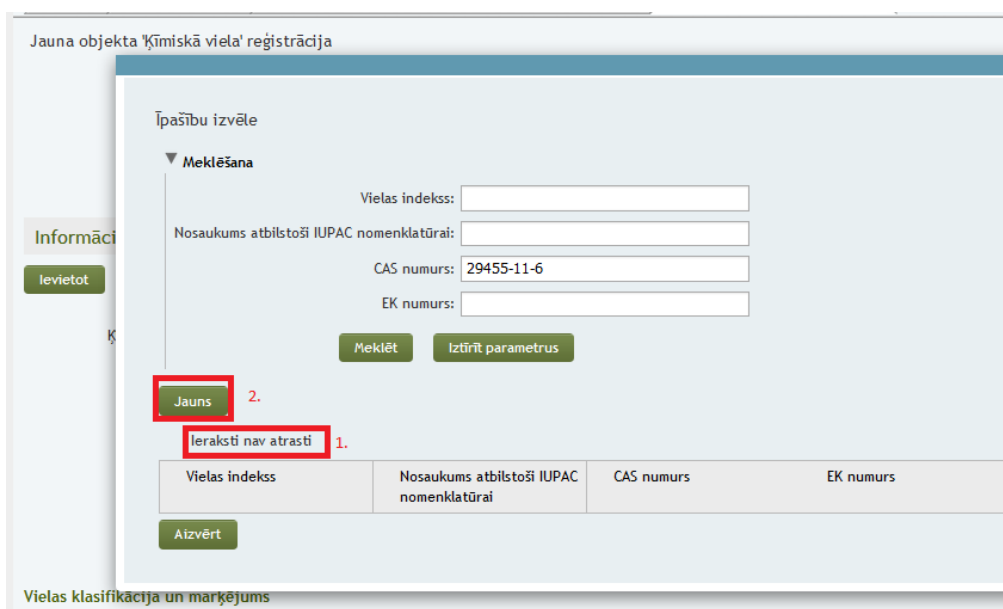 Jauna objekta 'Ķīmiskā viela' reģistrācija
Īpašību izvēle
Meklēšana
Vielas indekss:
Informāci
Nosaukums atbilstoši IUPAC nomenklatūrai:
Ievietot
CAS numurs: 29455-11-6
EK numurs:
Ķ
Meklēt Iztīrīt parametrus
Jauns 2.
Ieraksti nav atrasti 1.
Vielas indekss Nosaukums atbilstoši IUPAC CAS numurs EK numurs
nomenklatūrai
Aizvērt
Vielas klasifikācija un marķējums